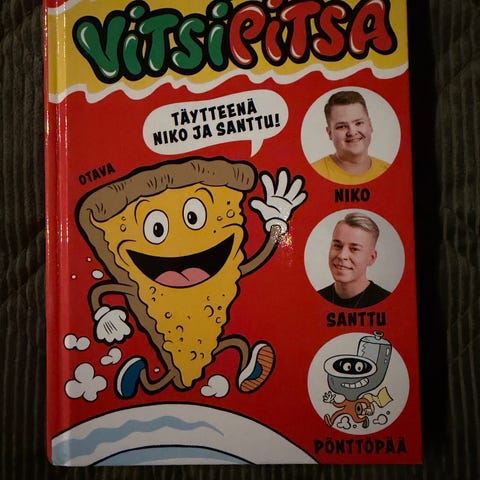 VITSIPITSA
TÄYTTEENÄ
NIKO JA SANTTU!
OTAVA
NIKO
SANTTU
PÖNTTÖPÄÄ